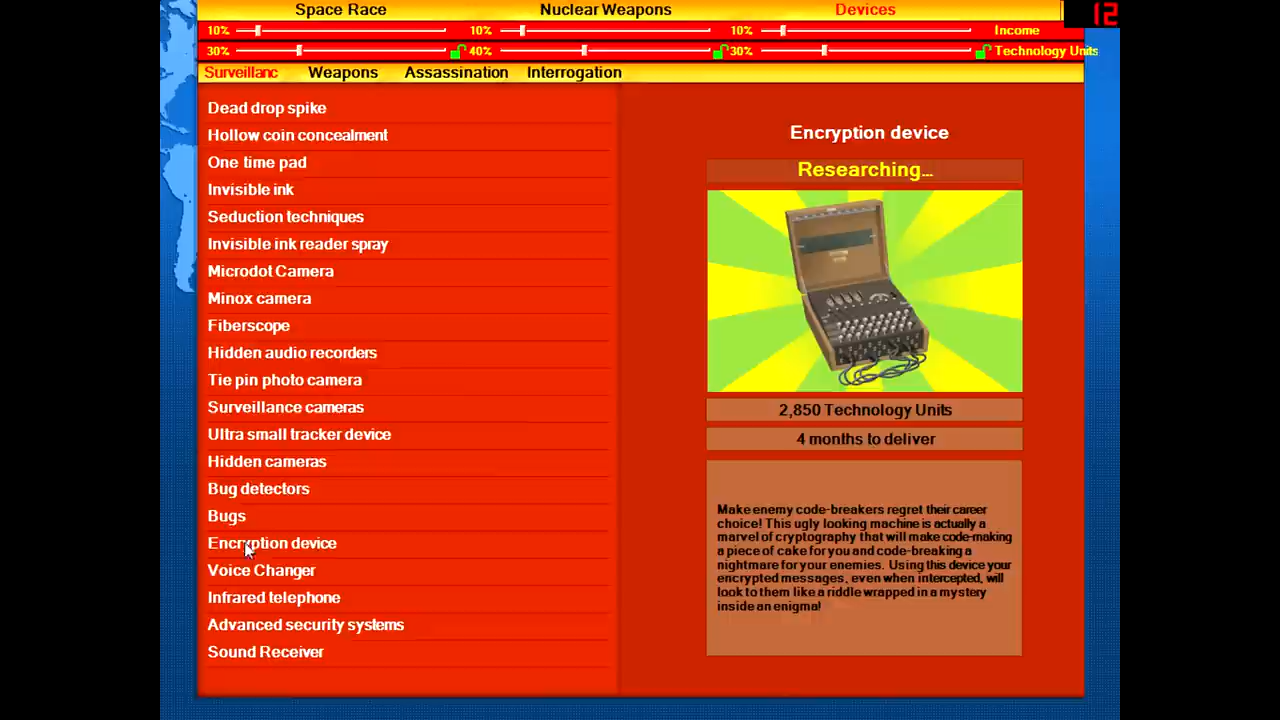 Space Race Nuclear Weapons Devices 12
10% 10% 10% Income
30% 40% 30% Technology Units
Surveillanc Weapons Assassination Interrogation
Dead drop spike
Hollow coin concealment
One time pad
Invisible ink
Seduction techniques
Invisible ink reader spray
Microdot Camera
Minox camera
Fiberscope
Hidden audio recorders
Tie pin photo camera
Surveillance cameras
Ultra small tracker device
Hidden cameras
Bug detectors
Bugs
Encryption device
Voice Changer
Infrared telephone
Advanced security systems
Sound Receiver
Encryption device
Researching...
2,850 Technology Units
4 months to deliver
Make enemy code-breakers regret their career
choice! This ugly looking machine is actually a
marvel of cryptography that will make code-making
a piece of cake for you and code-breaking a
nightmare for your enemies. Using this device your
encrypted messages, even when intercepted, will
look to them like a riddle wrapped in a mystery
inside an enigma!